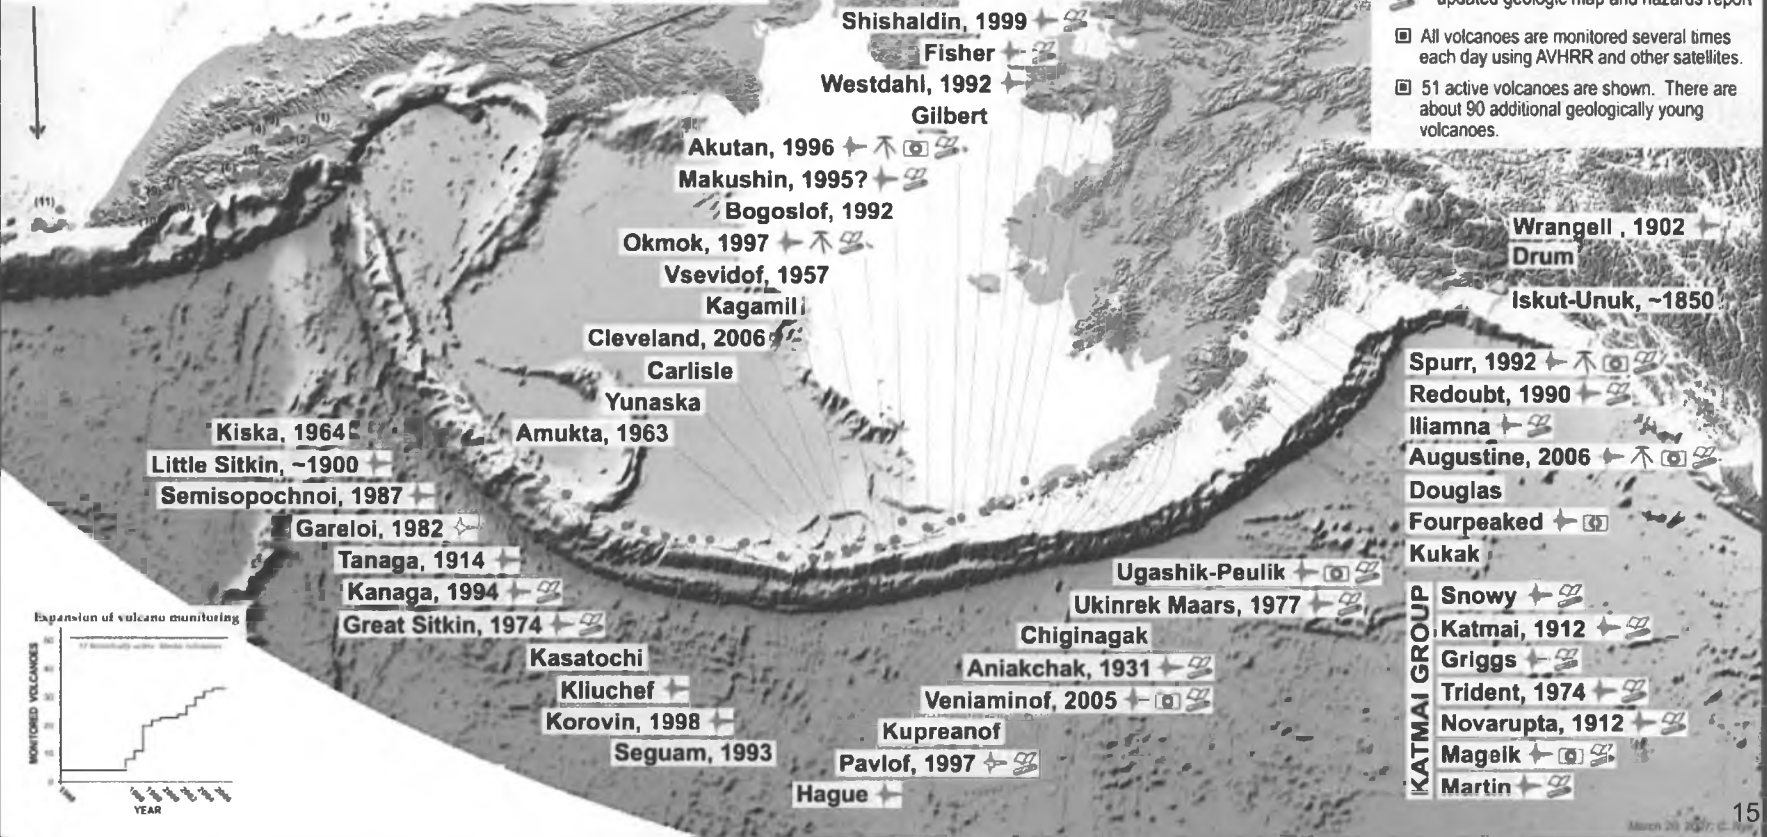 updated geologic map and hazards report
All volcanoes are monitored several times
each day using AVHRR and other satellites.
51 active volcanoes are shown. There are
about 90 additional geologically young
volcanoes.
Shishaldin, 1999
Fisher
Westdahl, 1992
Gilbert
Akutan, 1996
Makushin, 1995?
Bogoslof, 1992
Okmok, 1997
Vsevidof, 1957
Kagamil
Cleveland, 2006
Carlisle
Yunaska
Amukta, 1963
Kiska, 1964
Little Sitkin, ~1900
Semisopochnoi, 1987
Gareloi, 1982
Tanaga, 1914
Kanaga, 1994
Great Sitkin, 1974
Kasatochi
Kliuchef
Korovin, 1998
Seguam, 1993
(1)
(2)
(4)
(11)
Wrangell , 1902
Drum
Iskut-Unuk, ~1850
Spurr, 1992
Redoubt, 1990
Iliamna
Augustine, 2006
Douglas
Fourpeaked
Kukak
KATMAI GROUP
Snowy
Katmai, 1912
Griggs
Trident, 1974
Novarupta, 1912
Mageik
Martin
Ugashik-Peulik
Ukinrek Maars, 1977
Chiginagak
Aniakchak, 1931
Veniaminof, 2005
Kupreanof
Pavlof, 1997
Hague
Expansion of volcano monitoring
MONITORED VOLCANOES
YEAR
15